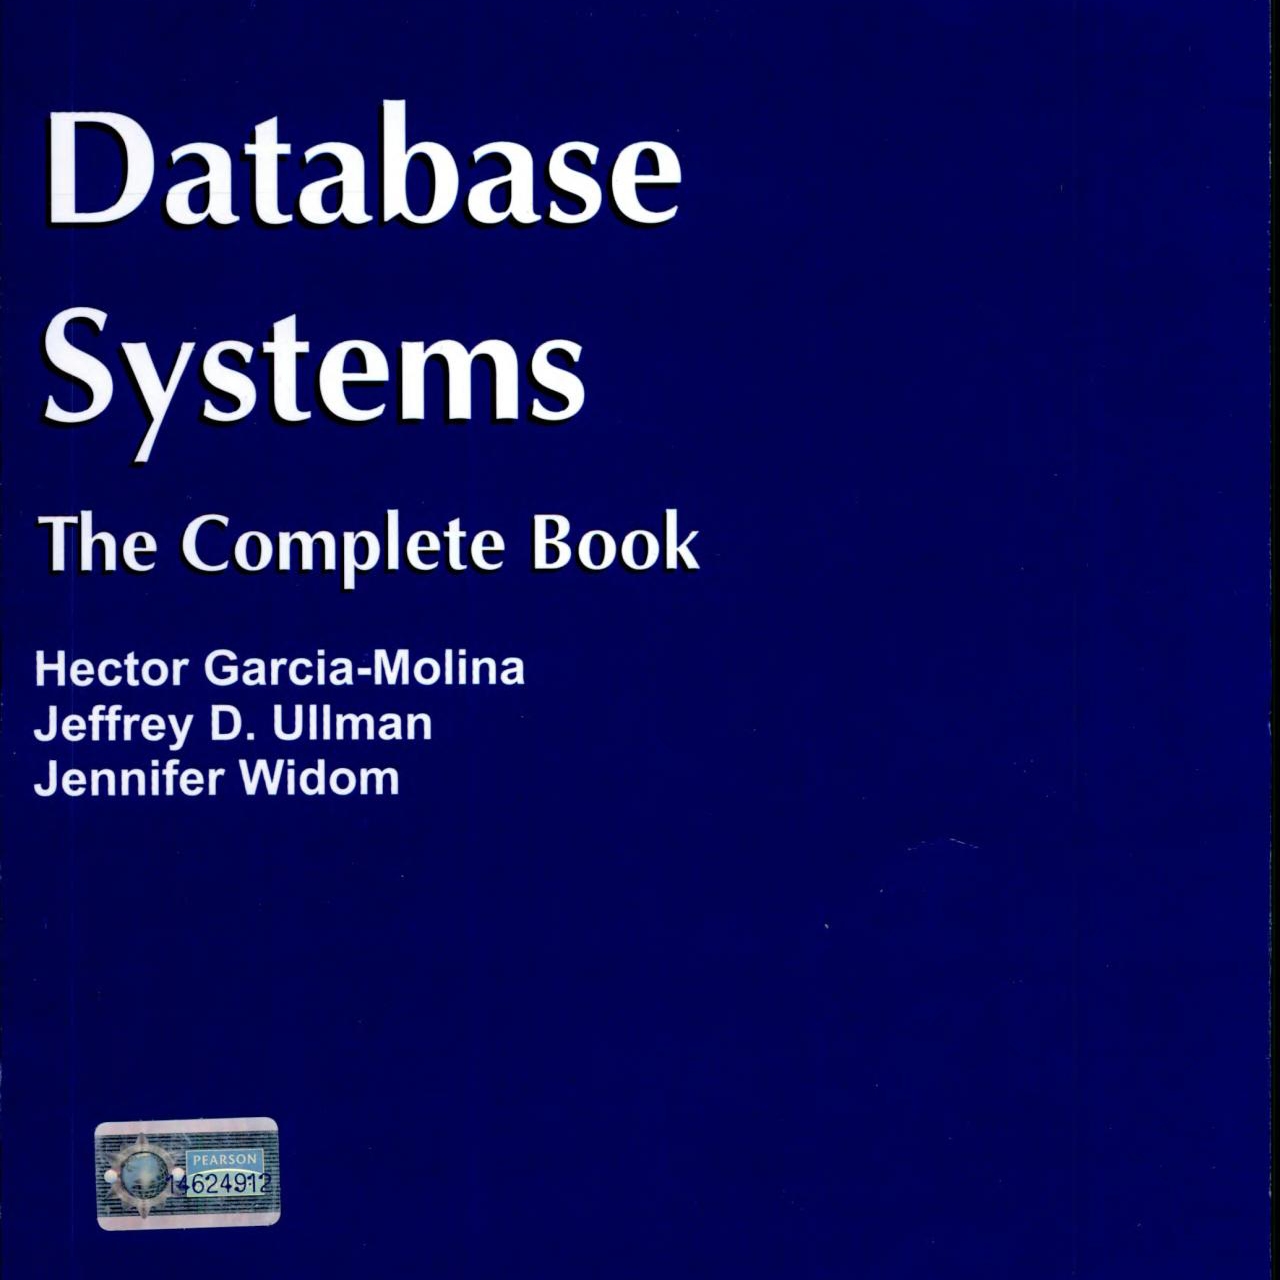 Database
Systems
The Complete Book
Hector Garcia-Molina
Jeffrey D. Ullman
Jennifer Widom
PEARSON
14624912